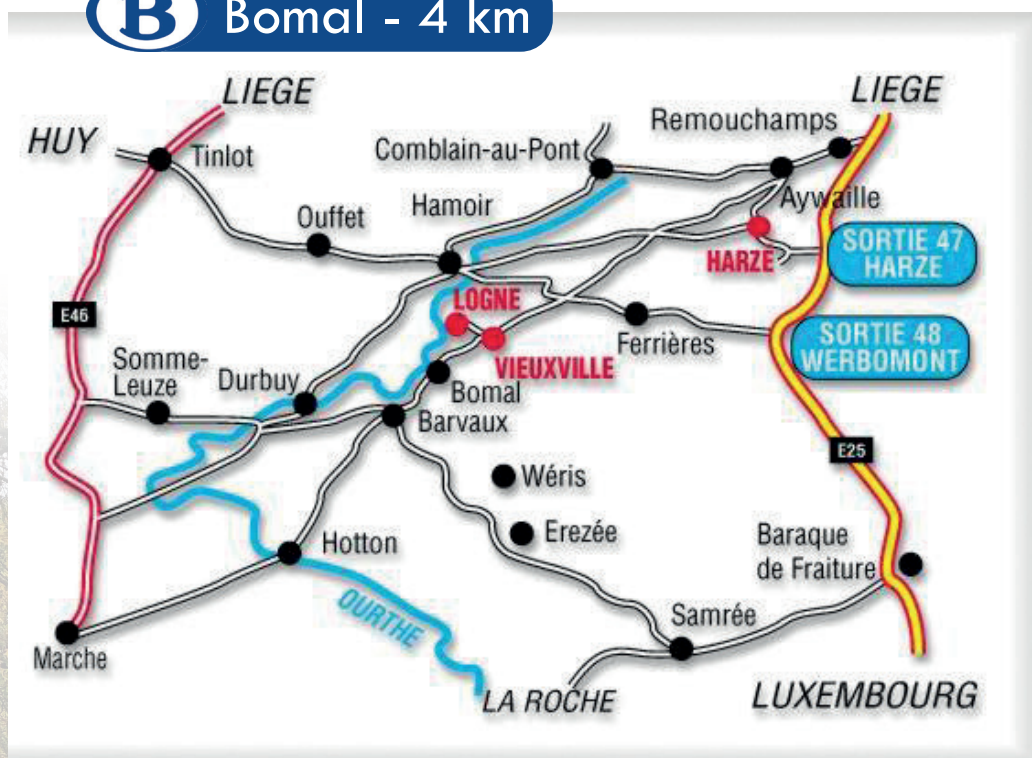 B Bomal - 4 km
LIEGE
LIEGE
HUY
Tinlot
Comblain-au-Pont
Remouchamps
Hamoir
Ouffet
Aywaille
HARZE
SORTIE 47
HARZE
E46
LOGNE
VIEUXVILLE
Ferrières
SORTIE 48
WERBOMONT
Somme-
Leuze
Durbuy
Bomal
Barvaux
E25
Wéris
Erezée
Hotton
Baraque
de Fraiture
OURTHE
Samrée
Marche
LA ROCHE
LUXEMBOURG